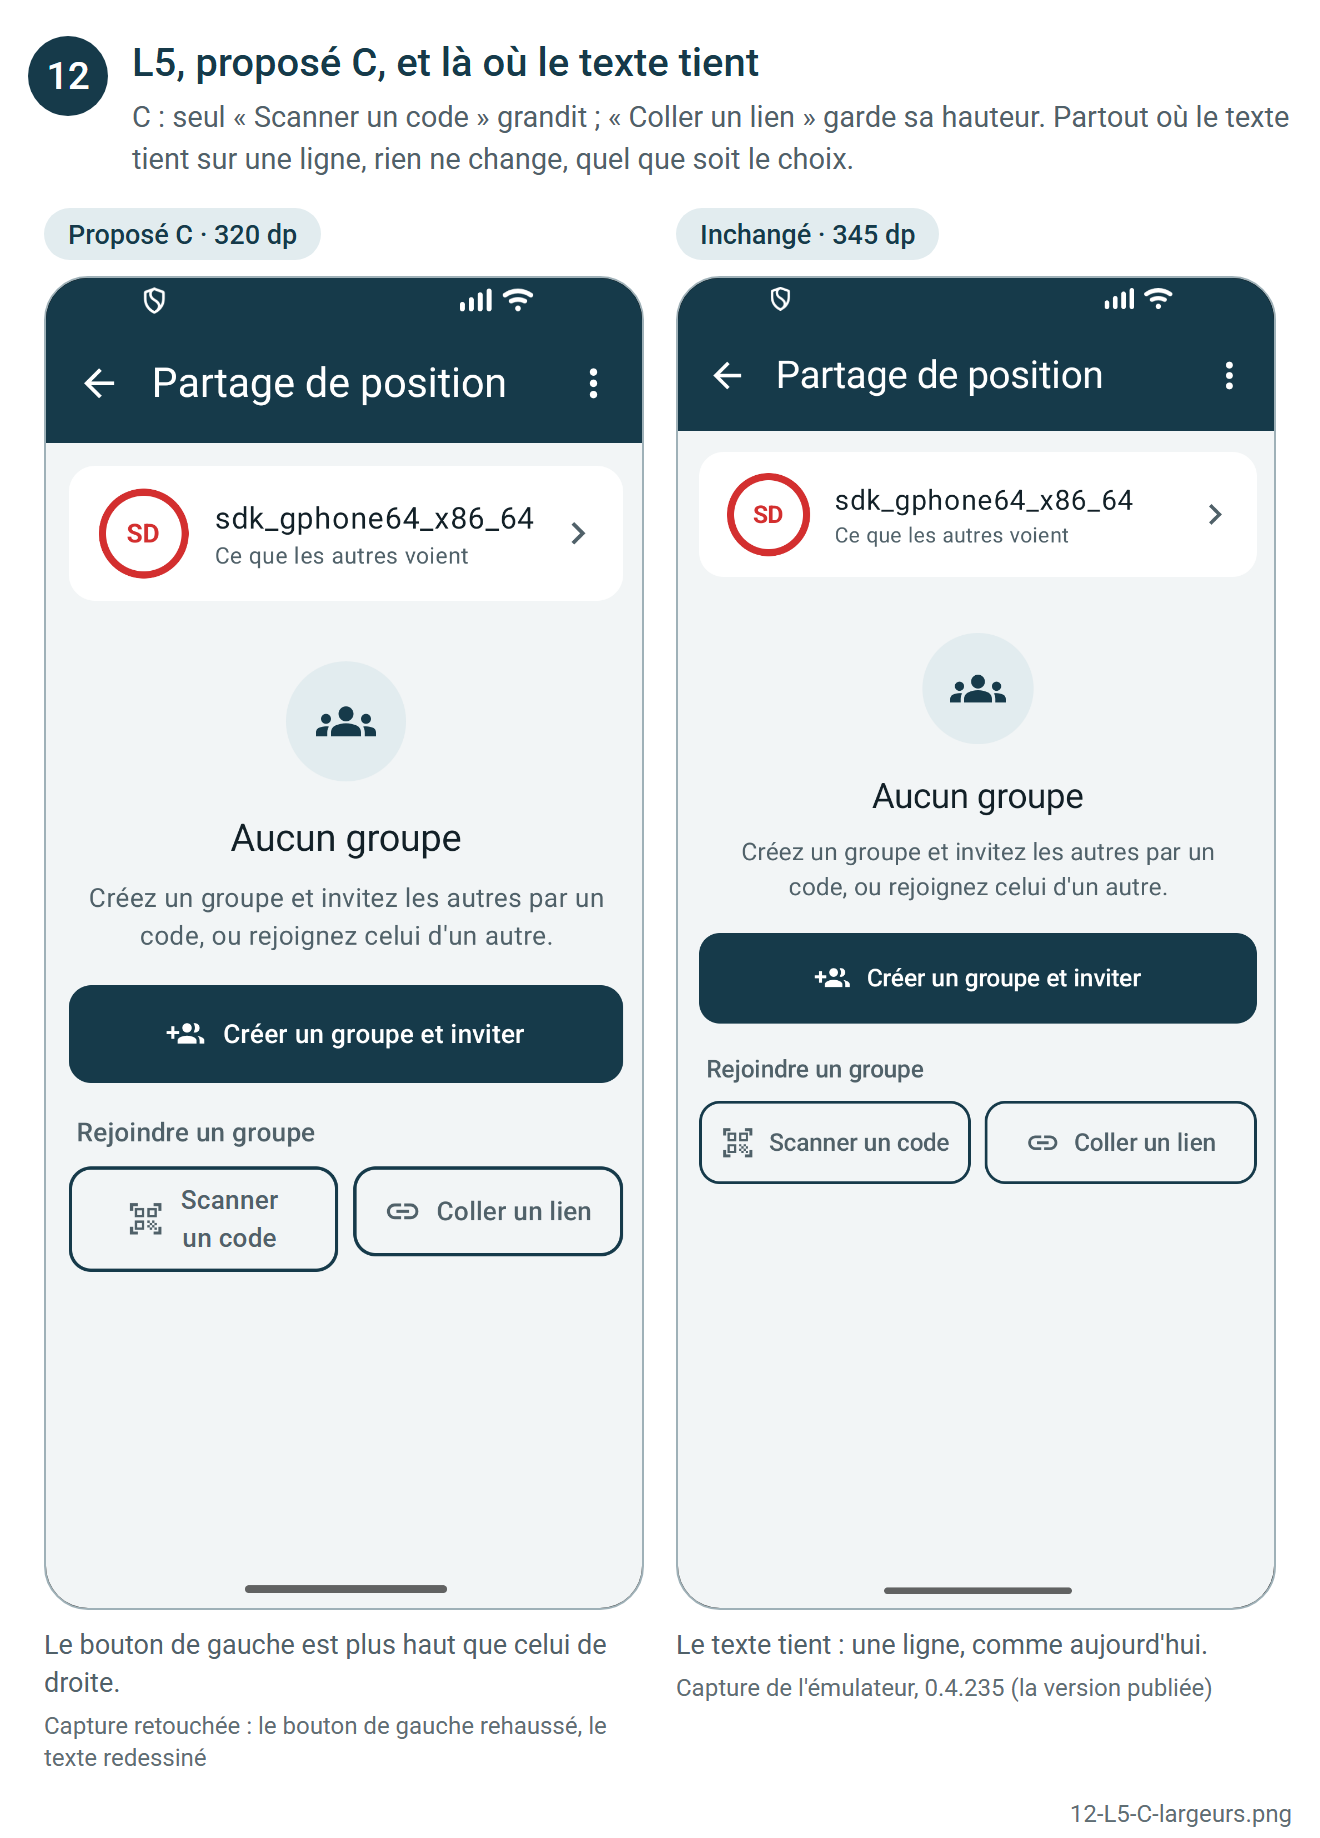 12
L5, proposé C, et là où le texte tient
C : seul « Scanner un code » grandit ; « Coller un lien » garde sa hauteur. Partout où le texte
tient sur une ligne, rien ne change, quel que soit le choix.
Proposé C · 320 dp
Partage de position
SD
sdk_gphone64_x86_64
Ce que les autres voient
Aucun groupe
Créez un groupe et invitez les autres par un
code, ou rejoignez celui d'un autre.
Créer un groupe et inviter
Rejoindre un groupe
Scanner
un code
Coller un lien
Le bouton de gauche est plus haut que celui de
droite.
Capture retouchée : le bouton de gauche rehaussé, le
texte redessiné
Inchangé · 345 dp
Partage de position
SD
sdk_gphone64_x86_64
Ce que les autres voient
Aucun groupe
Créez un groupe et invitez les autres par un
code, ou rejoignez celui d'un autre.
Créer un groupe et inviter
Rejoindre un groupe
Scanner un code
Coller un lien
Le texte tient : une ligne, comme aujourd'hui.
Capture de l'émulateur, 0.4.235 (la version publiée)
12-L5-C-largeurs.png